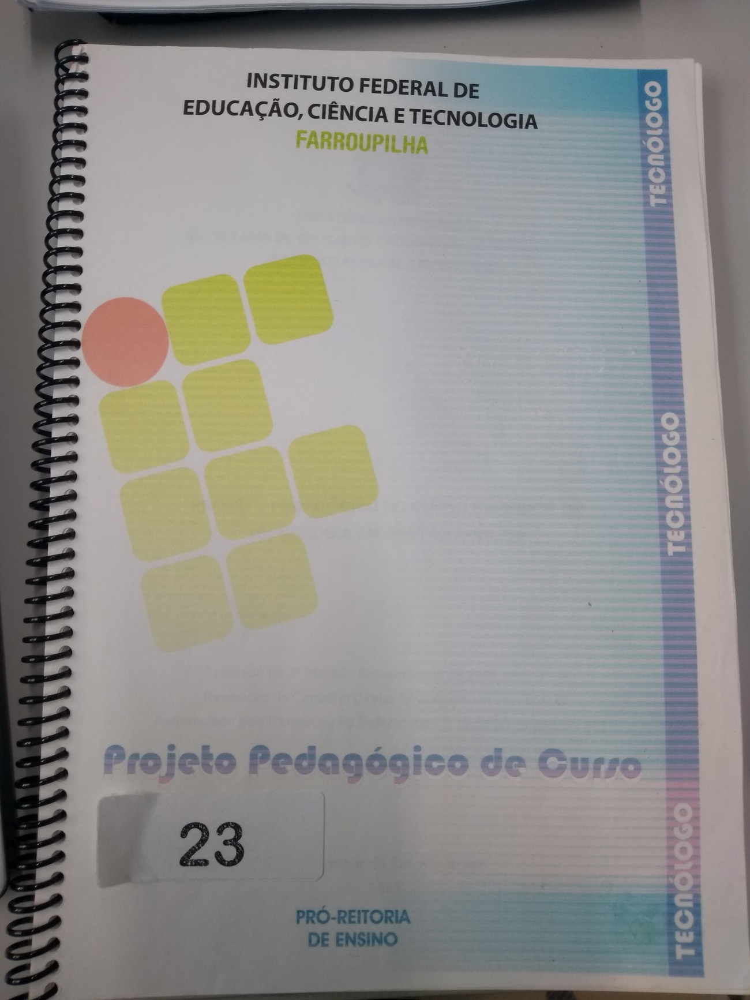 INSTITUTO FEDERAL DE
EDUCAÇÃO, CIÊNCIA E TECNOLOGIA
FARROUPILHA
TECNÓLOGO
TECNÓLOGO
TECNÓLOGO
Projeto Pedagógico de Curso
23
PRÓ-REITORIA
DE ENSINO